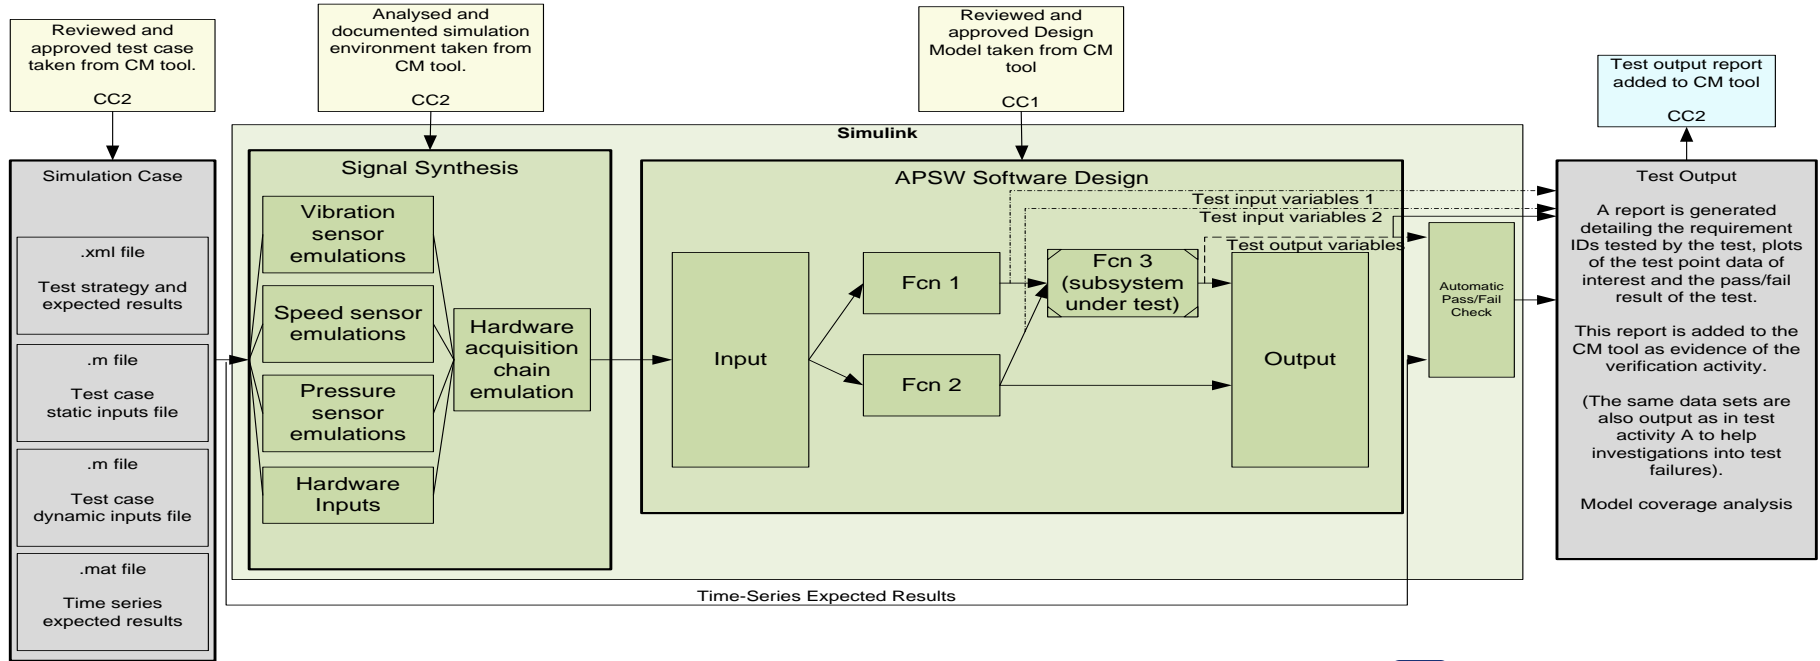 Reviewed and
approved test case
taken from CM tool.
CC2
Analysed and
documented simulation
environment taken from
CM tool.
CC2
Reviewed and
approved Design
Model taken from CM
tool
CC1
Test output report
added to CM tool
CC2
Simulink
Simulation Case
.xml file
Test strategy and
expected results
.m file
Test case
static inputs file
.m file
Test case
dynamic inputs file
.mat file
Time series
expected results
Signal Synthesis
Vibration
sensor
emulations
Speed sensor
emulations
Pressure
sensor
emulations
Hardware
Inputs
Hardware
acquisition
chain
emulation
APSW Software Design
Test input variables 1
Test input variables 2
Test output variables
Input
Fcn 1
Fcn 2
Fcn 3
(subsystem
under test)
Output
Automatic
Pass/Fail
Check
Time-Series Expected Results
Test Output
A report is generated
detailing the requirement
IDs tested by the test, plots
of the test point data of
interest and the pass/fail
result of the test.
This report is added to the
CM tool as evidence of the
verification activity.
(The same data sets are
also output as in test
activity A to help
investigations into test
failures).
Model coverage analysis